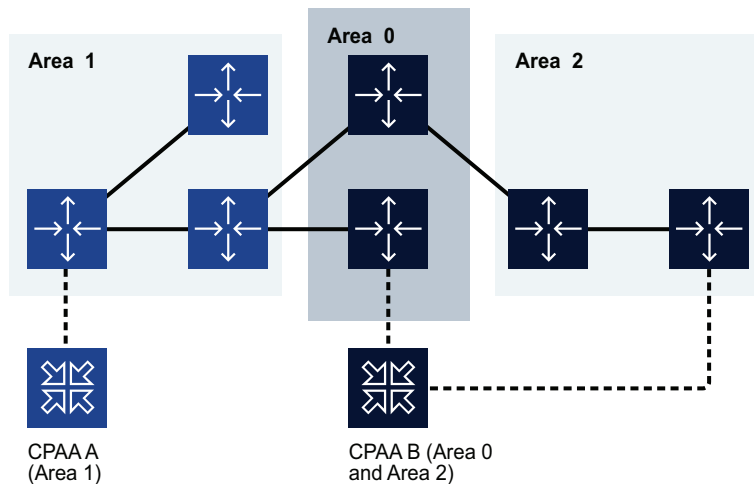 Area 1
Area 0
Area 2
CPAA A
(Area 1)
CPAA B (Area 0
and Area 2)